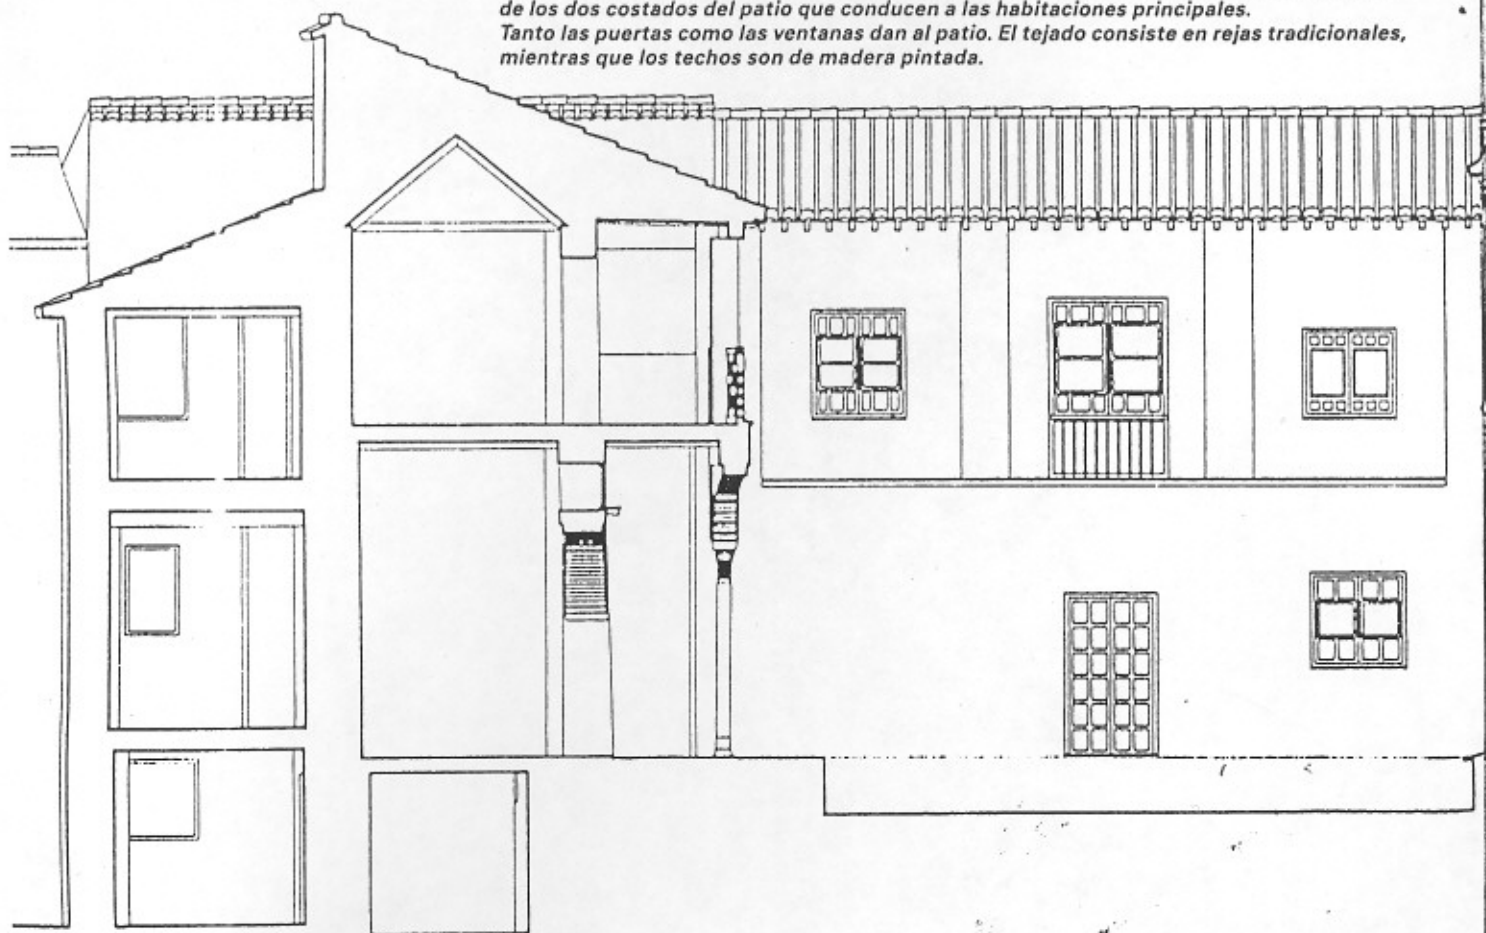 de los dos costados del patio que conducen a las habitaciones principales.
Tanto las puertas como las ventanas dan al patio. El tejado consiste en rejas tradicionales,
mientras que los techos son de madera pintada.